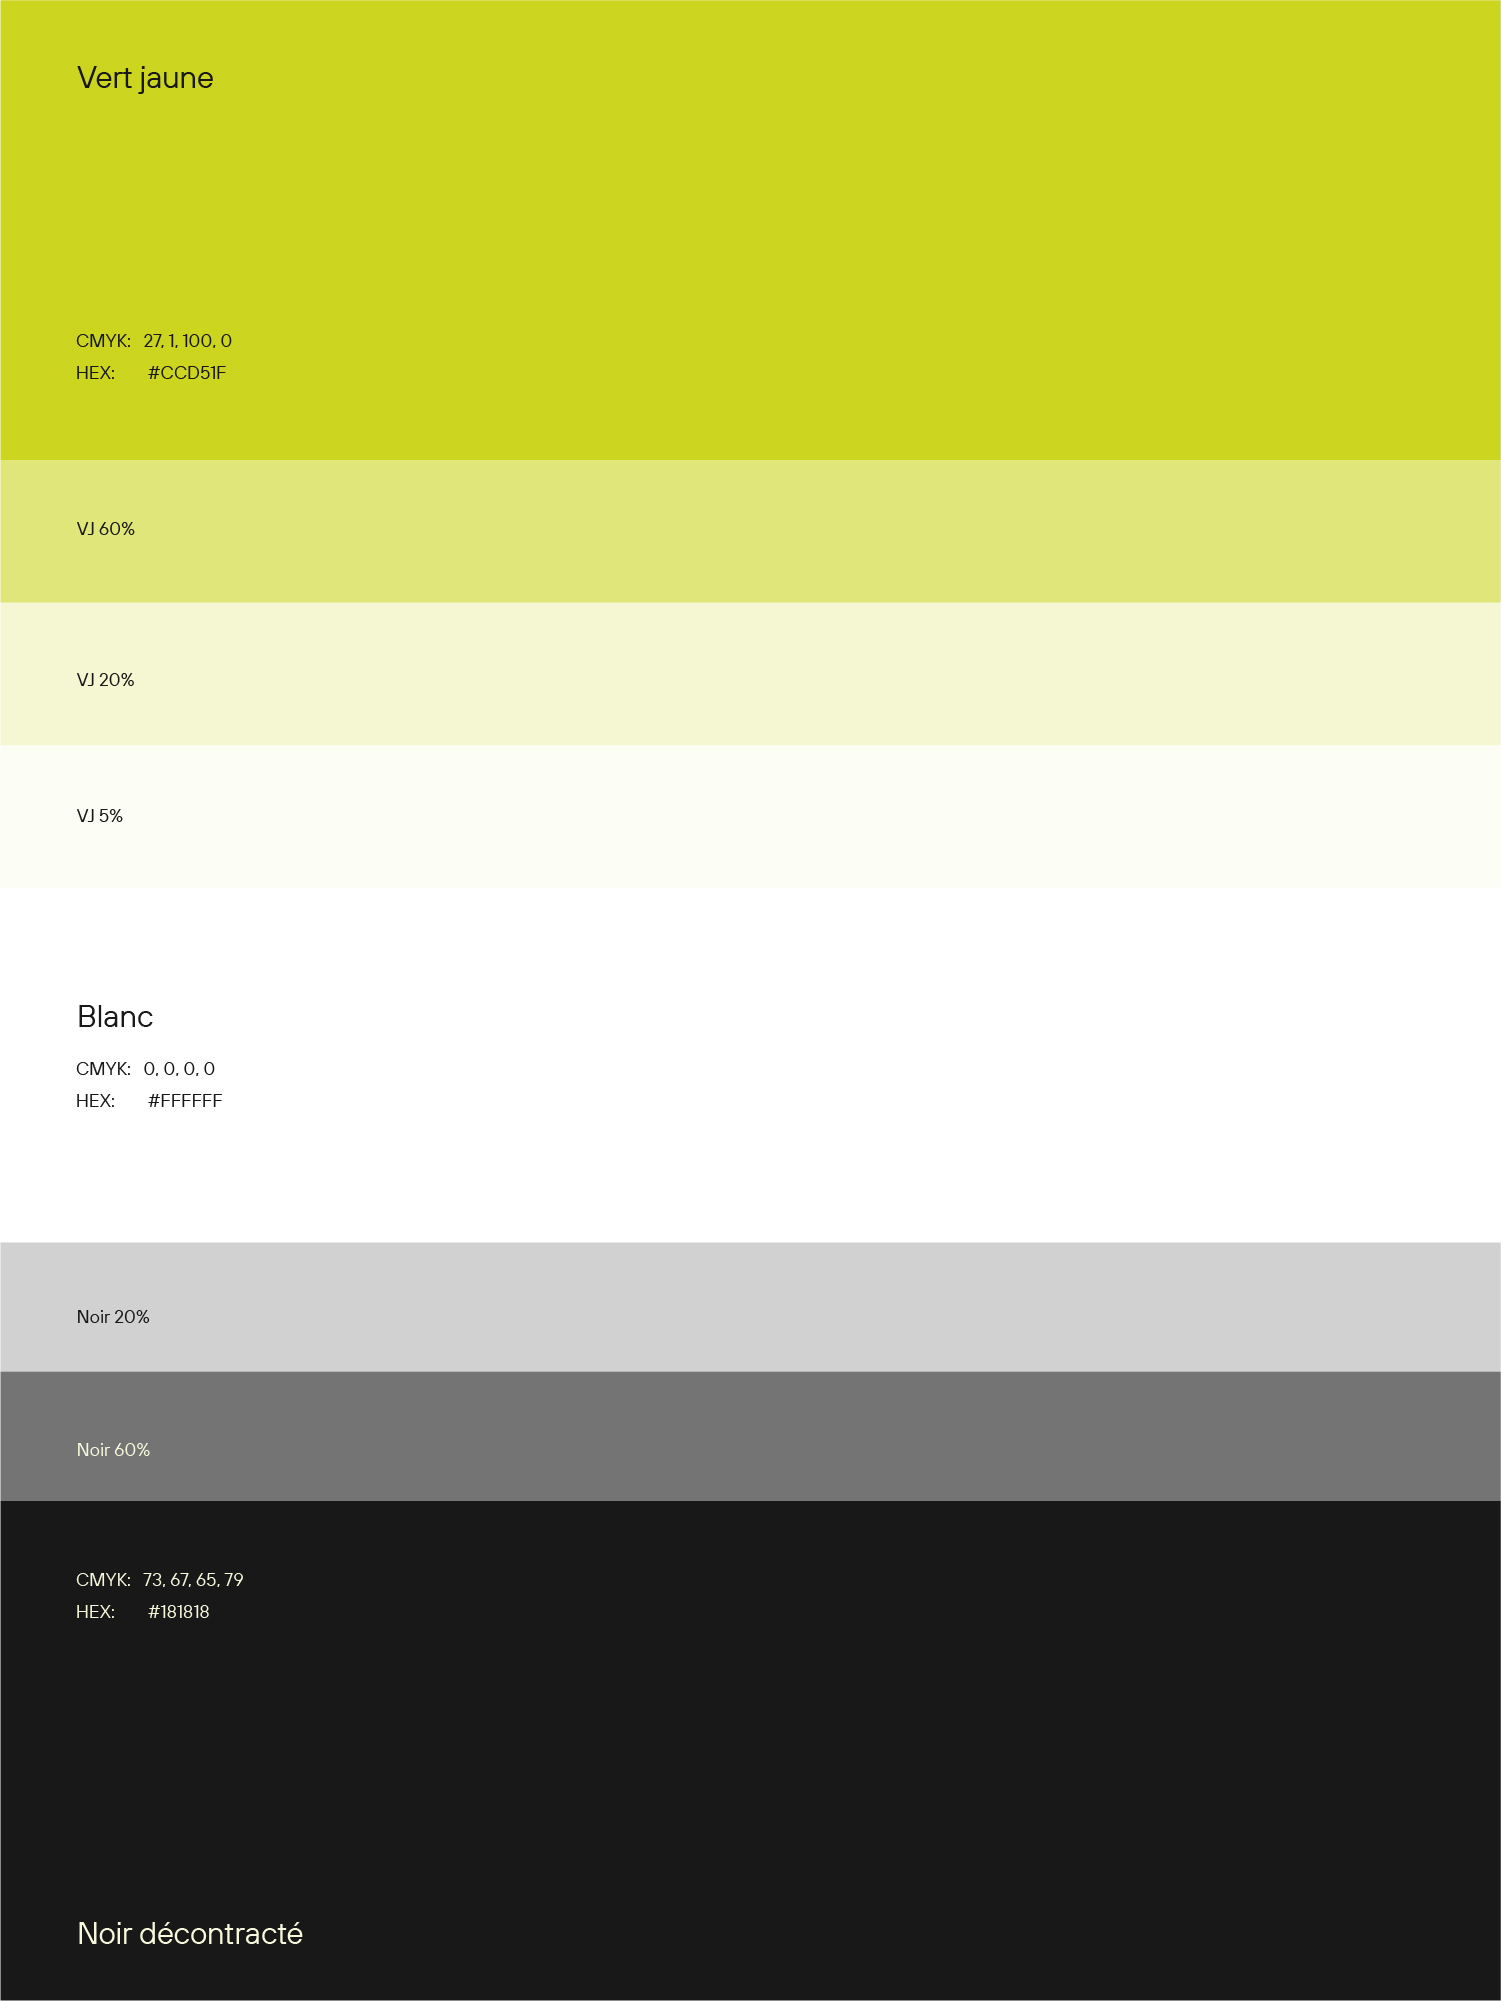 Vert jaune
CMYK: 27, 1, 100, 0
HEX: #CCD51F
VJ 60%
VJ 20%
VJ 5%
Blanc
CMYK: 0, 0, 0, 0
HEX: #FFFFFF
Noir 20%
Noir 60%
CMYK: 73, 67, 65, 79
HEX: #181818
Noir décontracté